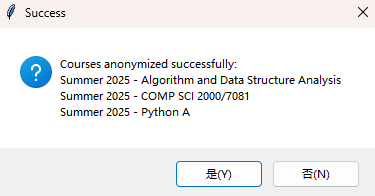 Success
Courses anonymized successfully:
Summer 2025 - Algorithm and Data Structure Analysis
Summer 2025 - COMP SCI 2000/7081
Summer 2025 - Python A
是(Y)
否(N)